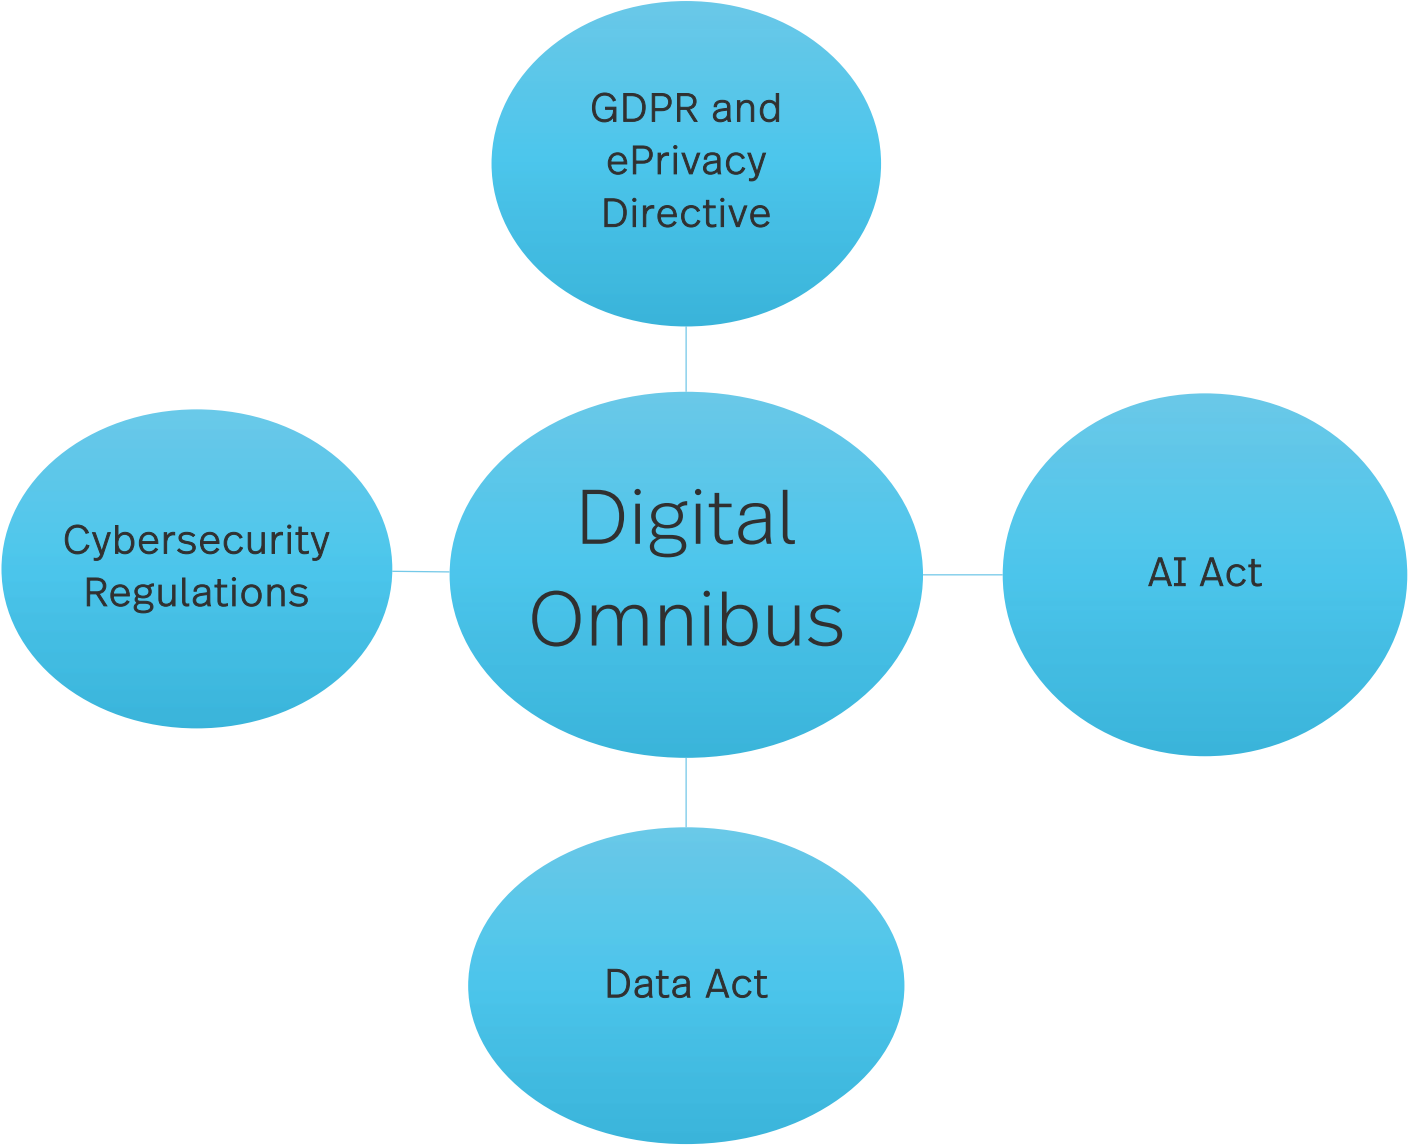 GDPR and
ePrivacy
Directive
Cybersecurity
Regulations
Digital
Omnibus
AI Act
Data Act